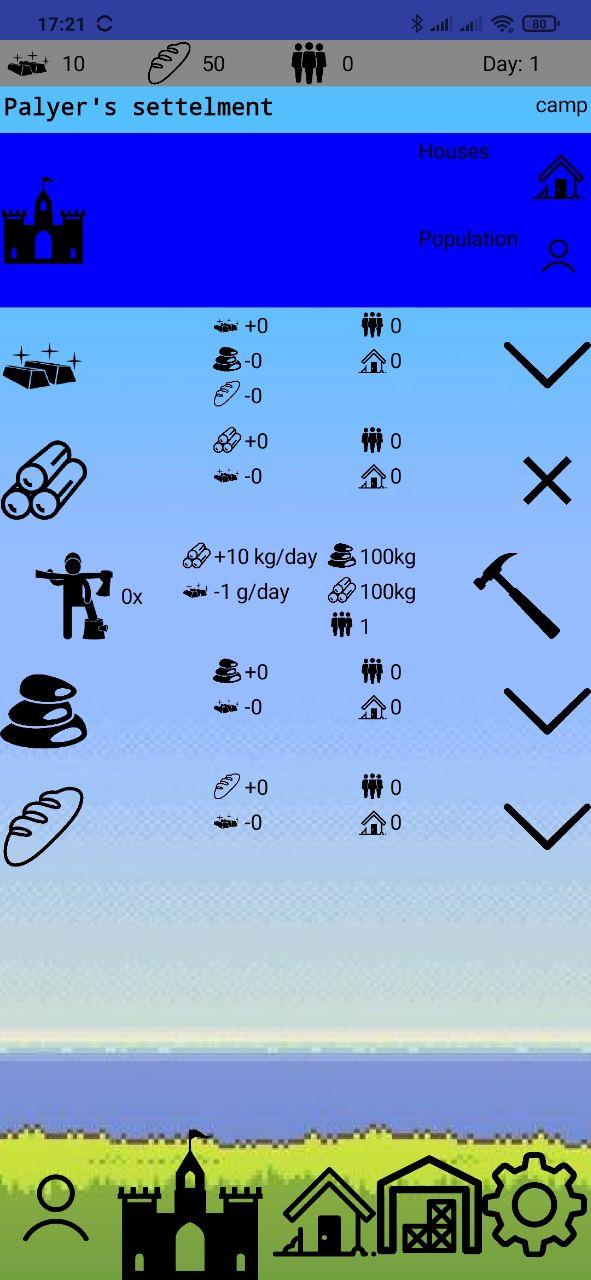 17:21 80
10 50 0 Day: 1
Palyer's settelment camp
Houses
Population
+0 0
-0 0
-0
+0 0
-0 0
+10 kg/day 100kg
0x -1 g/day 100kg
1
+0 0
-0 0
+0 0
-0 0